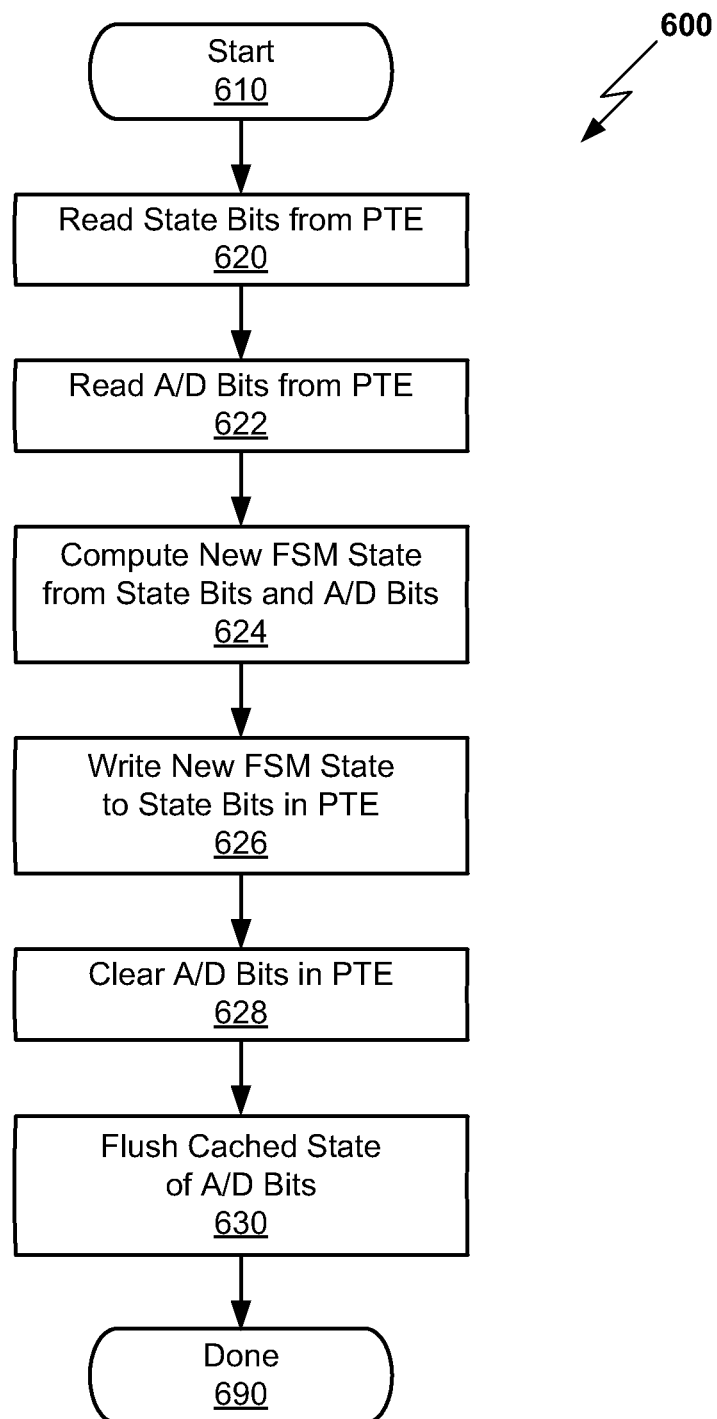 600
Start
610
Read State Bits from PTE
620
Read A/D Bits from PTE
622
Compute New FSM State
from State Bits and A/D Bits
624
Write New FSM State
to State Bits in PTE
626
Clear A/D Bits in PTE
628
Flush Cached State
of A/D Bits
630
Done
690